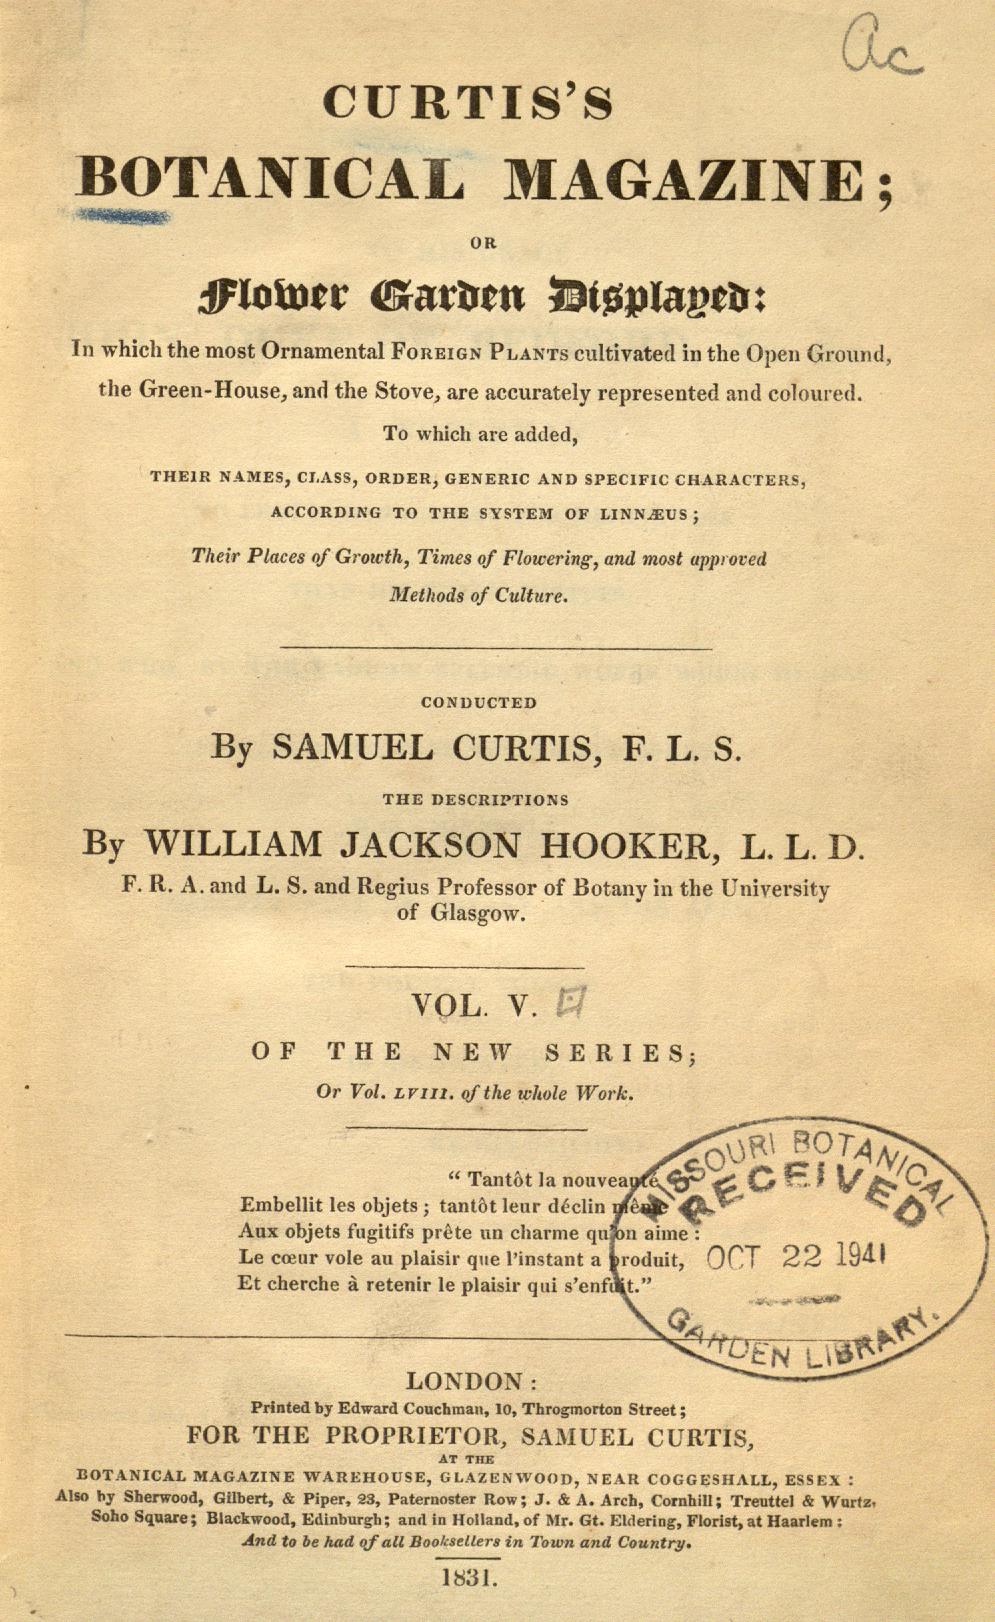 Ac
CURTIS'S
BOTANICAL MAGAZINE;
OR
Flower Garden Displayed:
In which the most Ornamental FOREIGN PLANTS cultivated in the Open Ground,
the Green-House, and the Stove, are accurately represented and coloured.
To which are added,
THEIR NAMES, CLASS, ORDER, GENERIC AND SPECIFIC CHARACTERS,
ACCORDING TO THE SYSTEM OF LINNÆUS;
Their Places of Growth, Times of Flowering, and most approved
Methods of Culture.
CONDUCTED
By SAMUEL CURTIS, F. L. S.
THE DESCRIPTIONS
By WILLIAM JACKSON HOOKER, L. L. D.
F. R. A. and L. S. and Regius Professor of Botany in the University
of Glasgow.
VOL. V.
OF THE NEW SERIES;
Or Vol. LVIII. of the whole Work.
“ Tantôt la nouveauté
Embellit les objets ; tantôt leur déclin même
Aux objets fugitifs prête un charme qu'on aime :
Le cœur vole au plaisir que l'instant a produit,
Et cherche à retenir le plaisir qui s'enfuit.”
MISSOURI BOTANICAL
RECEIVED
OCT 22 1941
GARDEN LIBRARY.
LONDON :
Printed by Edward Couchman, 10, Throgmorton Street ;
FOR THE PROPRIETOR, SAMUEL CURTIS,
AT THE
BOTANICAL MAGAZINE WAREHOUSE, GLAZENWOOD, NEAR COGGESHALL, ESSEX :
Also by Sherwood, Gilbert, & Piper, 23, Paternoster Row; J. & A. Arch, Cornhill; Treuttel & Wurtz,
Soho Square; Blackwood, Edinburgh; and in Holland, of Mr. Gt. Eldering, Florist, at Haarlem :
And to be had of all Booksellers in Town and Country.
1831.